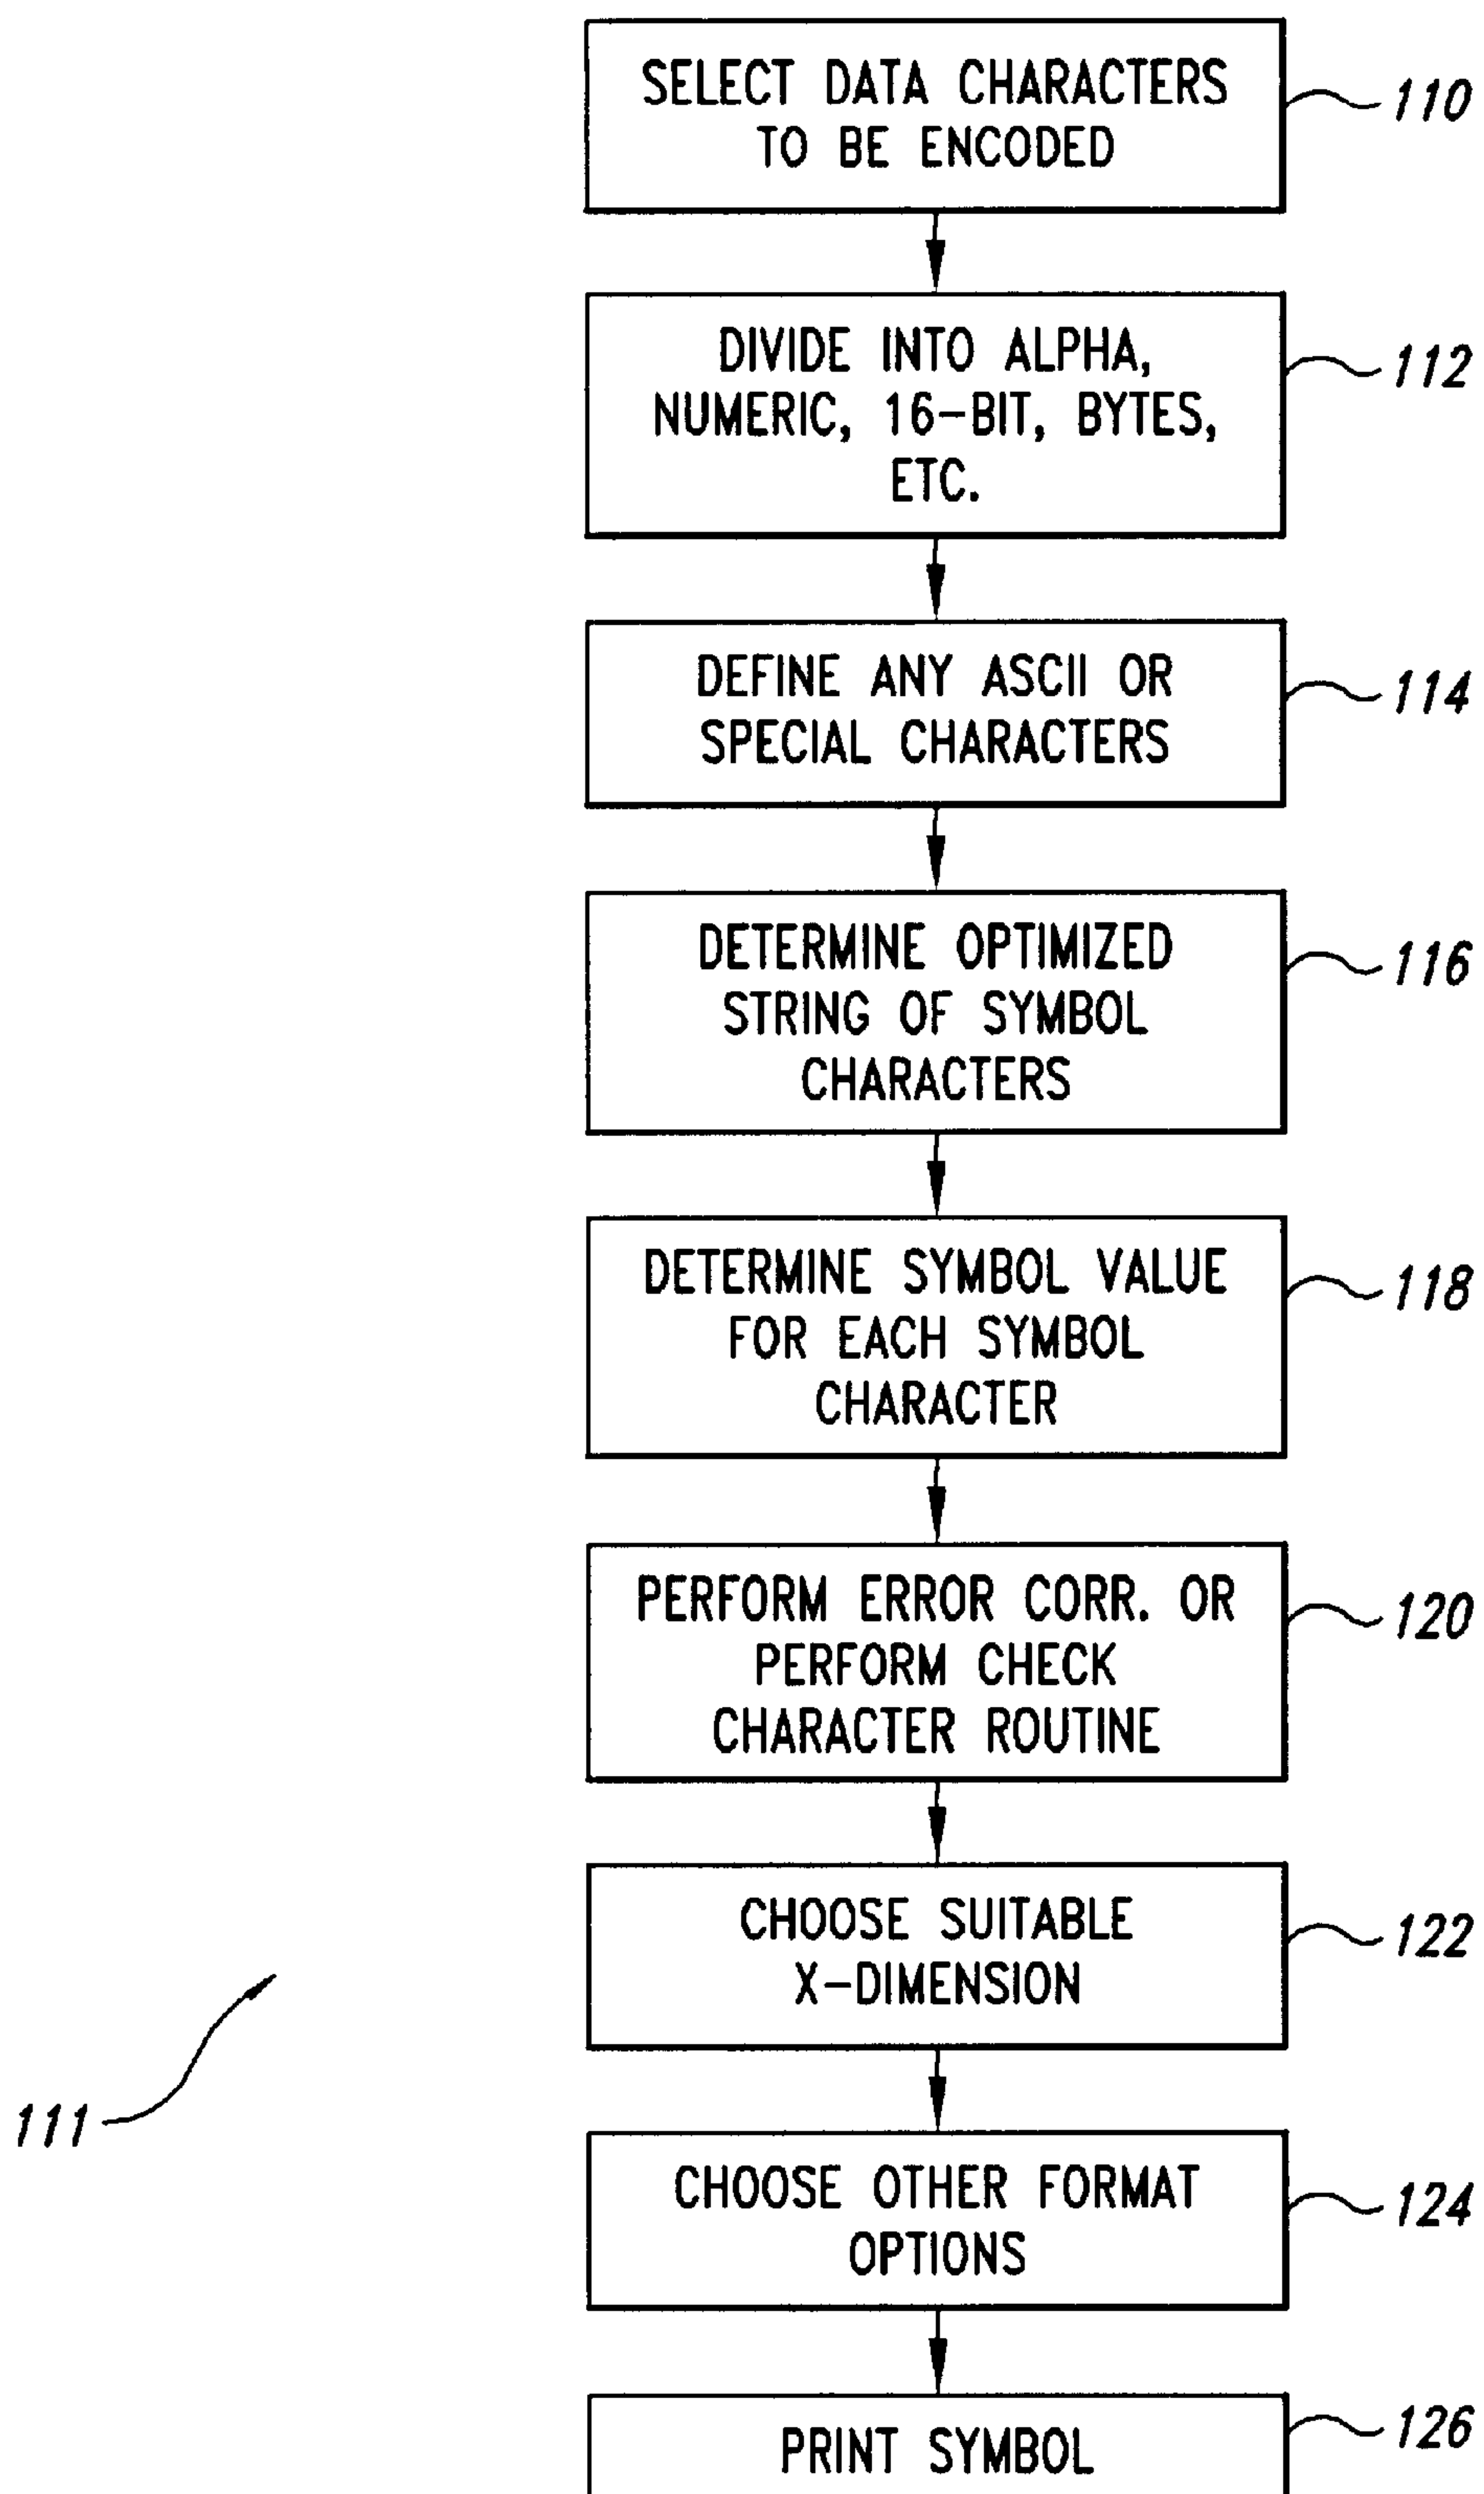 SELECT DATA CHARACTERS
TO BE ENCODED
110
DIVIDE INTO ALPHA,
NUMERIC, 16-BIT, BYTES,
ETC.
112
DEFINE ANY ASCII OR
SPECIAL CHARACTERS
114
DETERMINE OPTIMIZED
STRING OF SYMBOL
CHARACTERS
116
DETERMINE SYMBOL VALUE
FOR EACH SYMBOL
CHARACTER
118
PERFORM ERROR CORR. OR
PERFORM CHECK
CHARACTER ROUTINE
120
CHOOSE SUITABLE
X-DIMENSION
122
111
CHOOSE OTHER FORMAT
OPTIONS
124
PRINT SYMBOL
126